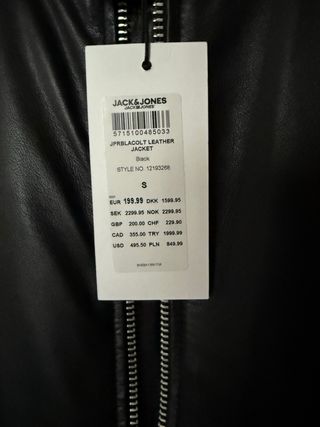 JACK&JONES
JACK&JONES
5715100485033
JPRBLACOLT LEATHER
JACKET
Black
STYLE NO. 12193268
S
EUR 199.99 DKK 1599.95
SEK 2299.95 NOK 2299.95
GBP 200.00 CHF 229.90
CAD 355.00 TRY 1999.99
USD 495.50 PLN 849.99